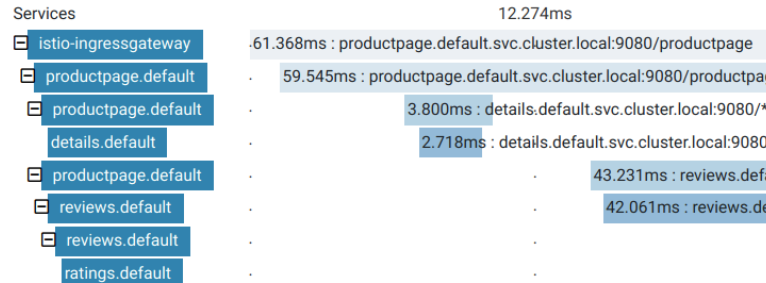 Services 12.274ms
istio-ingressgateway 61.368ms : productpage.default.svc.cluster.local:9080/productpage
productpage.default 59.545ms : productpage.default.svc.cluster.local:9080/productpa
productpage.default 3.800ms : details.default.svc.cluster.local:9080/*
details.default 2.718ms : details.default.svc.cluster.local:9080
productpage.default 43.231ms : reviews.defa
reviews.default 42.061ms : reviews.de
reviews.default
ratings.default